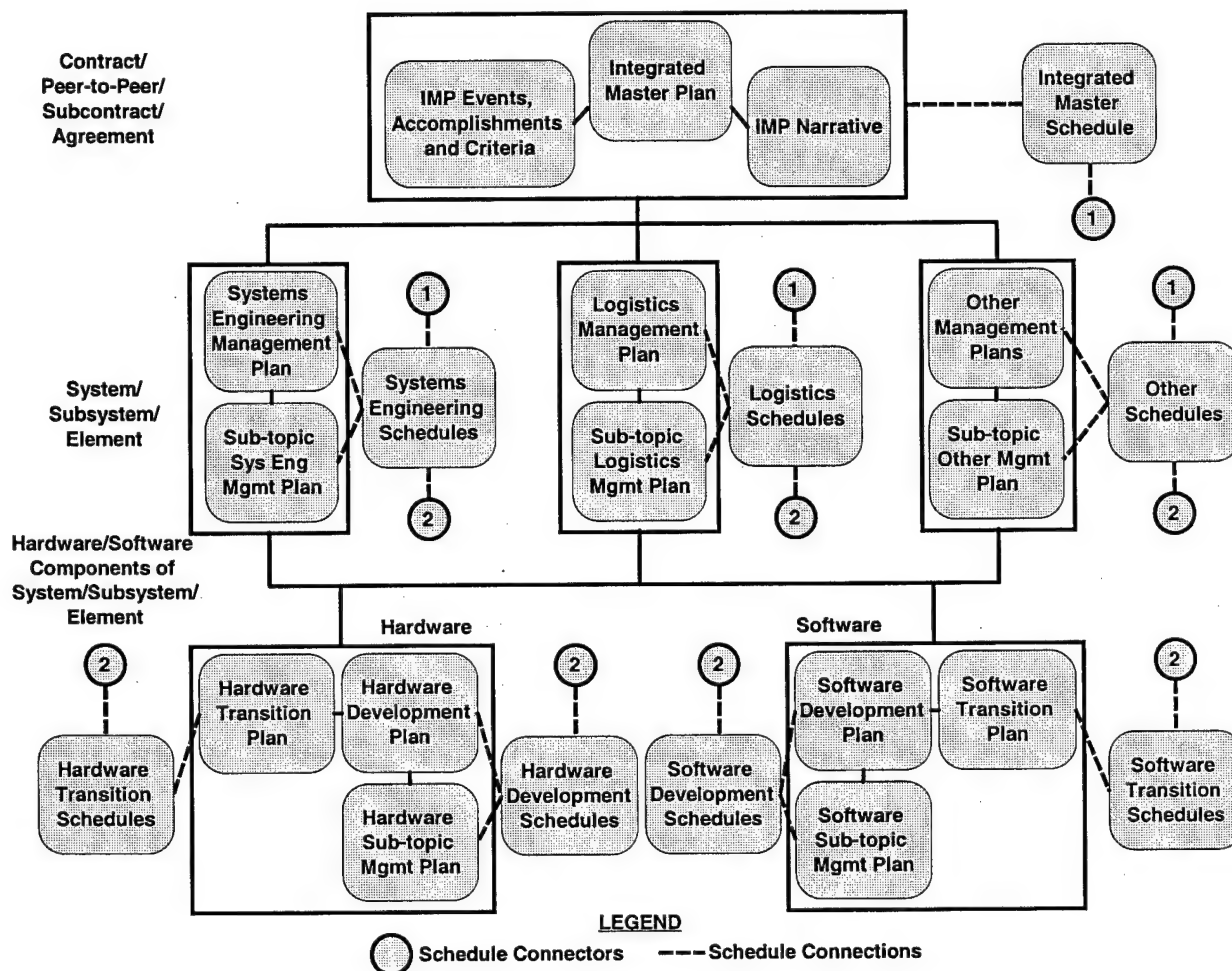 Contract/
Peer-to-Peer/
Subcontract/
Agreement
IMP Events,
Accomplishments
and Criteria
Integrated
Master Plan
IMP Narrative
Integrated
Master
Schedule
1
System/
Subsystem/
Element
Systems
Engineering
Management
Plan
Sub-topic
Sys Eng
Mgmt Plan
1
Systems
Engineering
Schedules
2
Logistics
Management
Plan
Sub-topic
Logistics
Mgmt Plan
1
Logistics
Schedules
2
Other
Management
Plans
Sub-topic
Other Mgmt
Plan
1
Other
Schedules
2
Hardware/Software
Components of
System/Subsystem/
Element
Hardware
Software
2
Hardware
Transition
Schedules
Hardware
Transition
Plan
Hardware
Development
Plan
Hardware
Sub-topic
Mgmt Plan
2
Hardware
Development
Schedules
2
Software
Development
Schedules
Software
Development
Plan
Software
Transition
Plan
Software
Sub-topic
Mgmt Plan
2
Software
Transition
Schedules
LEGEND
Schedule Connectors
Schedule Connections